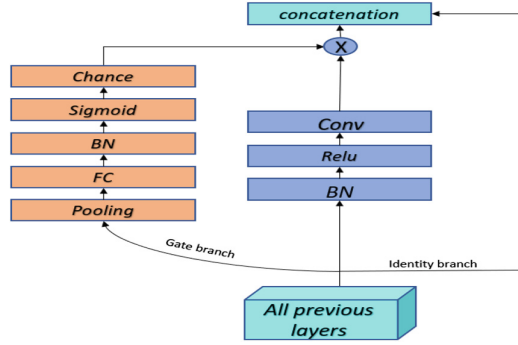 concatenation
X
Chance
Sigmoid
BN
FC
Pooling
Conv
Relu
BN
Gate branch
Identity branch
All previous
layers